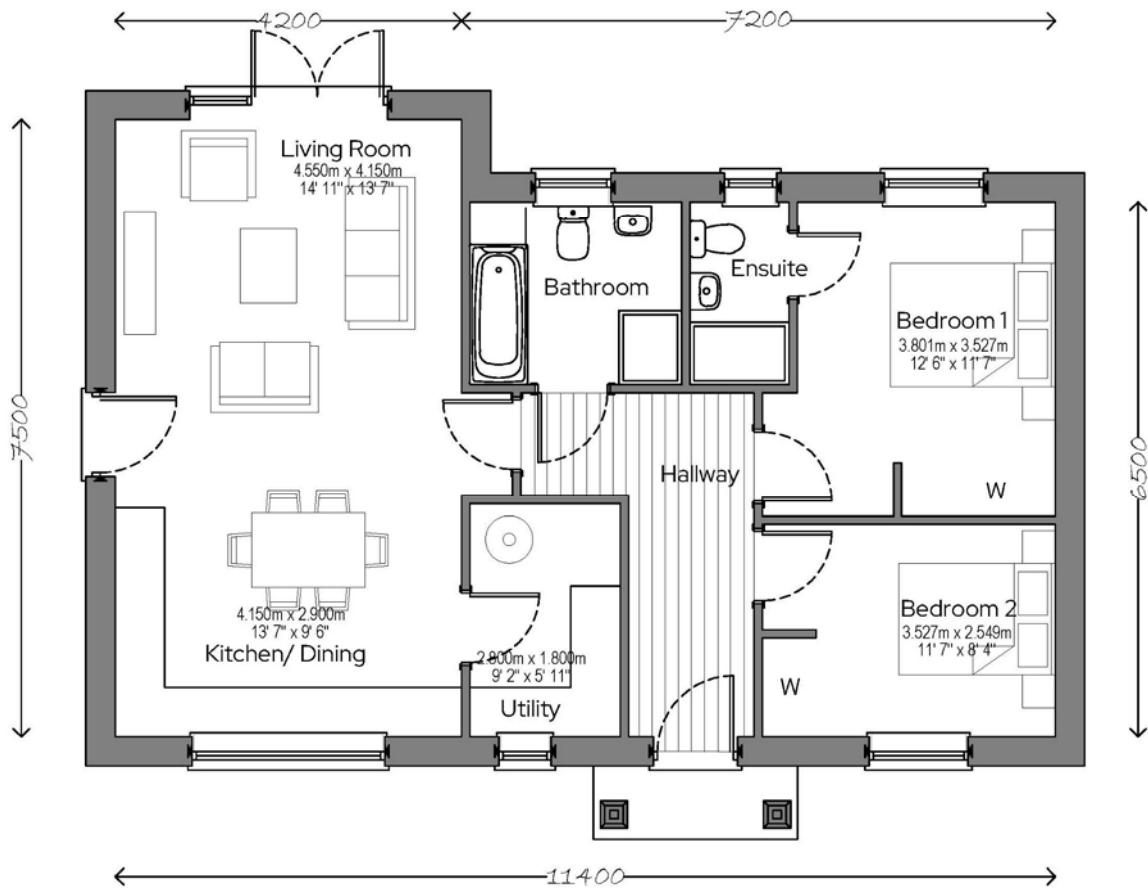 4200
7200
Living Room
4.550m x 4.150m
14' 11" x 13' 7"
7500
Bathroom
Ensuite
Bedroom 1
3.801m x 3.527m
12' 6" x 11' 7"
6500
Hallway
W
4.150m x 2.900m
13' 7" x 9' 6"
Kitchen/ Dining
2.800m x 1.800m
9' 2" x 5' 11"
Utility
Bedroom 2
3.527m x 2.549m
11' 7" x 8' 4"
W
11400